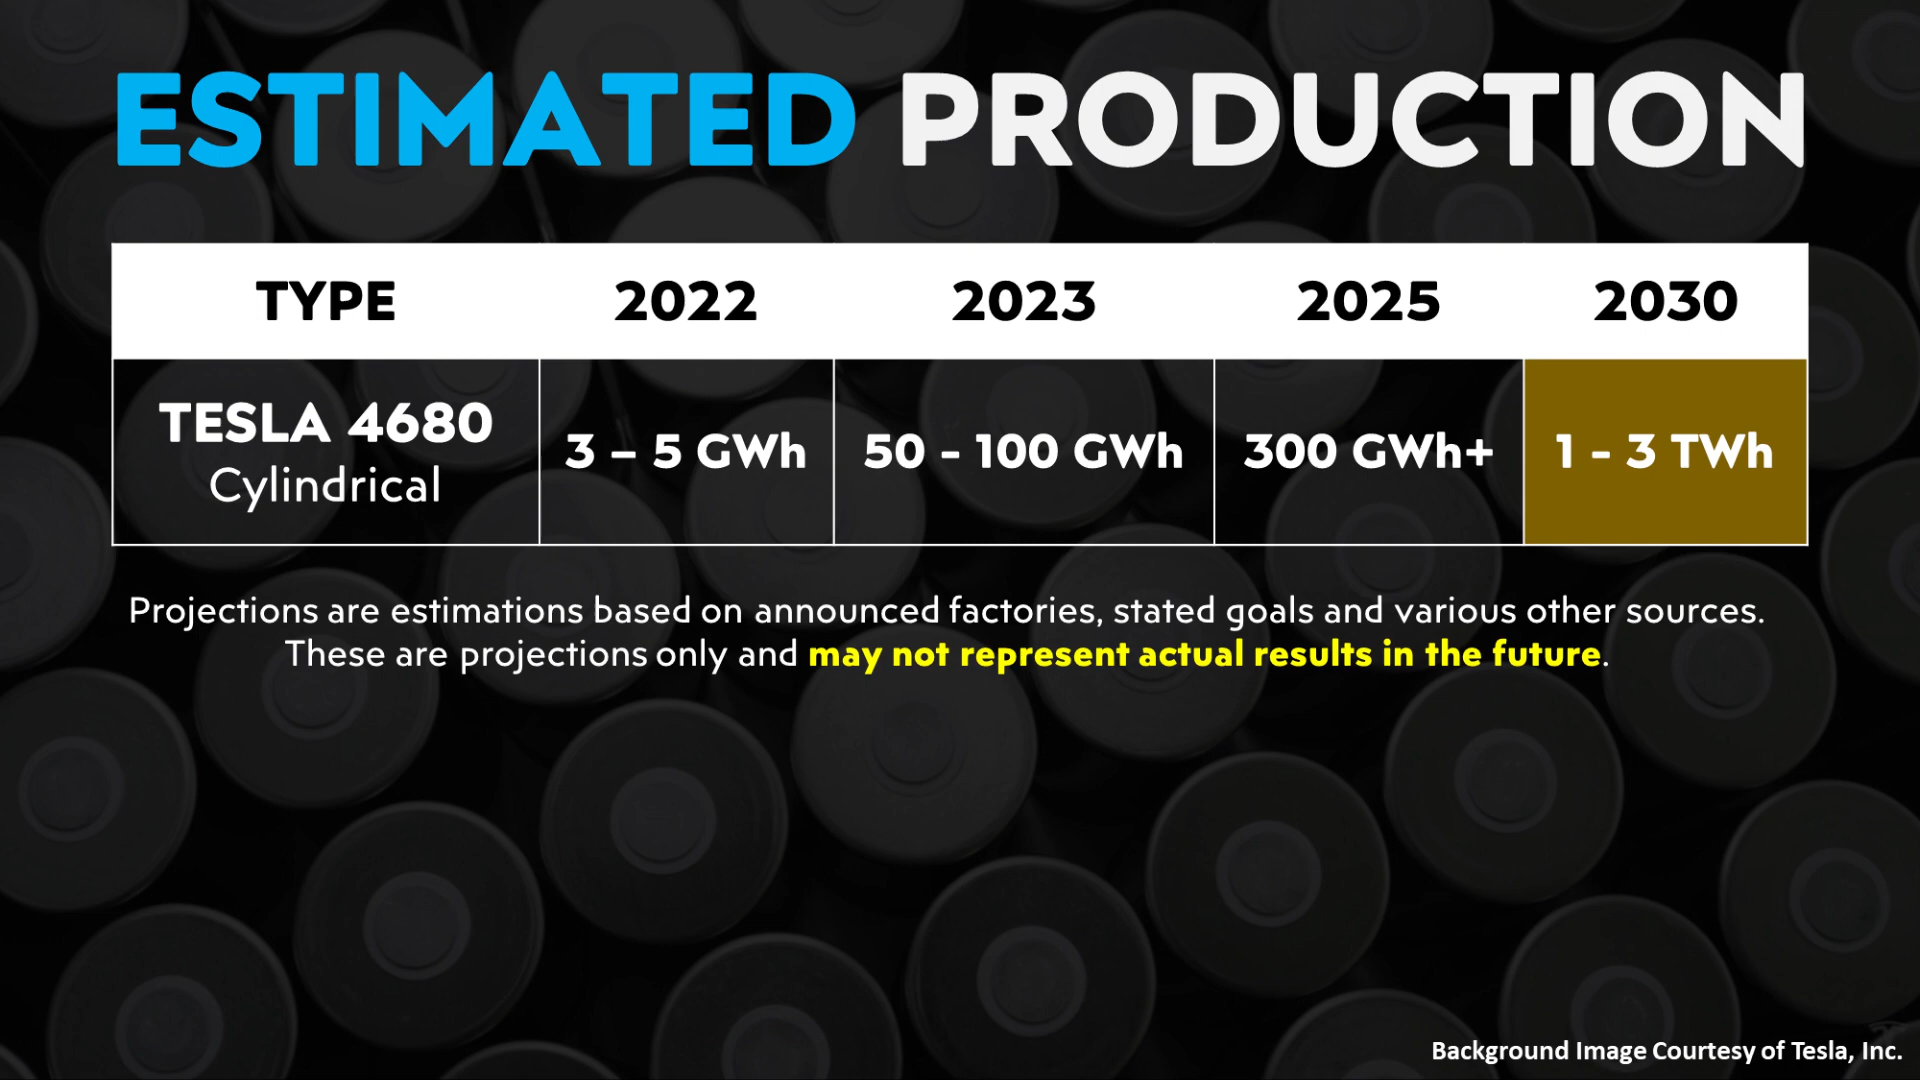 ESTIMATED PRODUCTION
TYPE 2022 2023 2025 2030
TESLA 4680
Cylindrical
3 – 5 GWh 50 - 100 GWh 300 GWh+ 1 - 3 TWh
Projections are estimations based on announced factories, stated goals and various other sources.
These are projections only and may not represent actual results in the future.
Background Image Courtesy of Tesla, Inc.